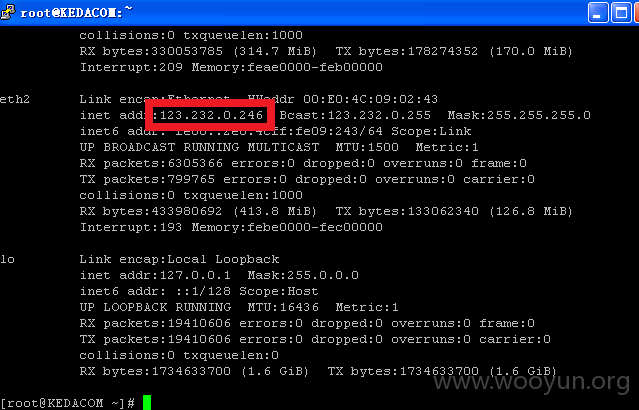 root@KEDACOM:~
collisions:0 txqueuelen:1000
RX bytes:330053785 (314.7 MiB) TX bytes:178274352 (170.0 MiB)
Interrupt:209 Memory:feae0000-feb00000
eth2 Link encap:Ethernet HWaddr 00:E0:4C:09:02:43
inet addr:123.232.0.246 Bcast:123.232.0.255 Mask:255.255.255.0
inet6 addr: fe09:243/64 Scope:Link
UP BROADCAST RUNNING MULTICAST MTU:1500 Metric:1
RX packets:6305366 errors:0 dropped:0 overruns:0 frame:0
TX packets:799765 errors:0 dropped:0 overruns:0 carrier:0
collisions:0 txqueuelen:1000
RX bytes:433980692 (413.8 MiB) TX bytes:133062340 (126.8 MiB)
Interrupt:193 Memory:febe0000-fec00000
lo Link encap:Local Loopback
inet addr:127.0.0.1 Mask:255.0.0.0
inet6 addr: ::1/128 Scope:Host
UP LOOPBACK RUNNING MTU:16436 Metric:1
RX packets:19410606 errors:0 dropped:0 overruns:0 frame:0
TX packets:19410606 errors:0 dropped:0 overruns:0 carrier:0
collisions:0 txqueuelen:0
RX bytes:1734633700 (1.6 GiB) TX bytes:1734633700 (1.6 GiB)
www.wooyun.org
[root@KEDACOM ~]#